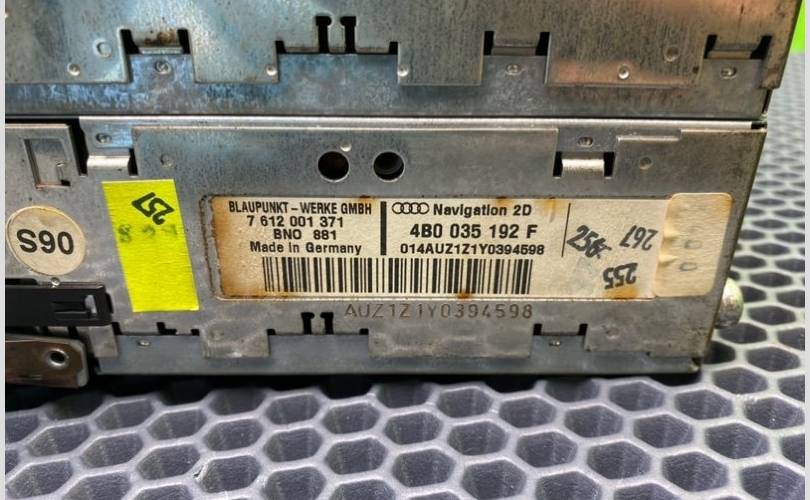 S90
257
BLAUPUNKT - WERKE GMBH
7 612 001 371
BNO 881
Made in Germany
Navigation 2D
4B0 035 192 F
014AUZ1Z1Y0394598
267
255
AUZ1Z1Y0394598